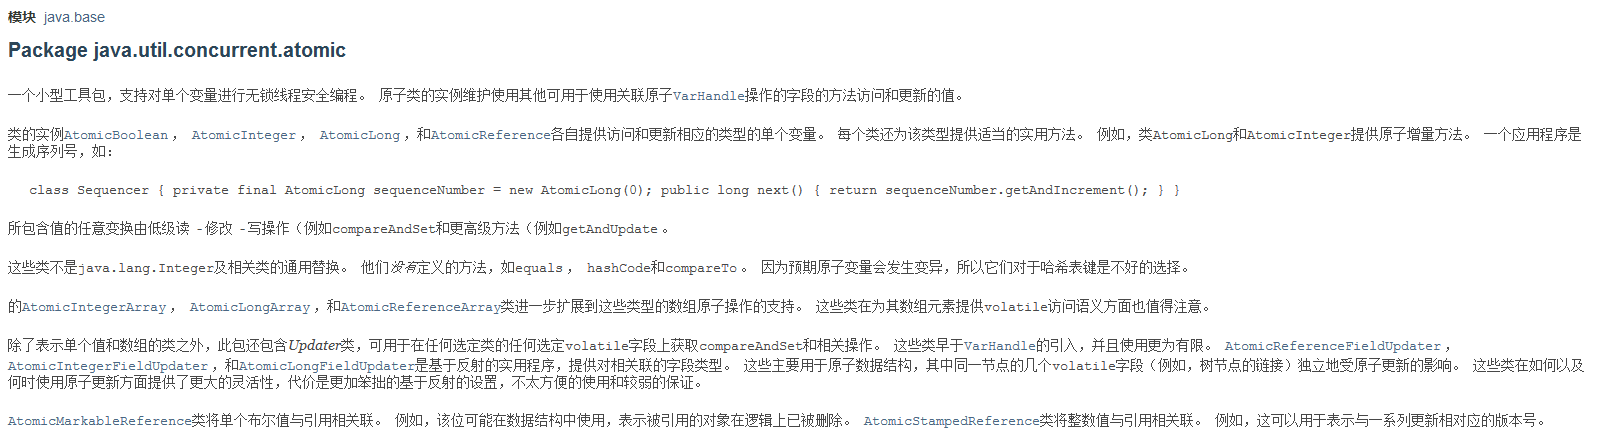 模块 java.base
Package java.util.concurrent.atomic
一个小型工具包，支持对单个变量进行无锁线程安全编程。 原子类的实例维护使用其他可用于使用关联原子VarHandle操作的字段的方法访问和更新的值。
类的实例AtomicBoolean ， AtomicInteger ， AtomicLong ，和AtomicReference各自提供访问和更新相应的类型的单个变量。 每个类还为该类型提供适当的实用方法。 例如，类AtomicLong和AtomicInteger提供原子增量方法。 一个应用程序是
生成序列号，如：
class Sequencer { private final AtomicLong sequenceNumber = new AtomicLong(0); public long next() { return sequenceNumber.getAndIncrement(); } }
所包含值的任意变换由低级读 -修改 -写操作（例如compareAndSet和更高级方法（例如getAndUpdate 。
这些类不是java.lang.Integer及相关类的通用替换。 他们没有定义的方法，如equals ， hashCode和compareTo 。 因为预期原子变量会发生变异，所以它们对于哈希表键是不好的选择。
的AtomicIntegerArray ， AtomicLongArray ，和AtomicReferenceArray类进一步扩展到这些类型的数组原子操作的支持。 这些类在为其数组元素提供volatile访问语义方面也值得注意。
除了表示单个值和数组的类之外，此包还包含Updater类，可用于在任何选定类的任何选定volatile字段上获取compareAndSet和相关操作。 这些类早于VarHandle的引入，并且使用更为有限。 AtomicReferenceFieldUpdater ，
AtomicIntegerFieldUpdater ，和AtomicLongFieldUpdater是基于反射的实用程序，提供对相关联的字段类型。 这些主要用于原子数据结构，其中同一节点的几个volatile字段（例如，树节点的链接）独立地受原子更新的影响。 这些类在如何以及
何时使用原子更新方面提供了更大的灵活性，代价是更加笨拙的基于反射的设置，不太方便的使用和较弱的保证。
AtomicMarkableReference类将单个布尔值与引用相关联。 例如，该位可能在数据结构中使用，表示被引用的对象在逻辑上已被删除。 AtomicStampedReference类将整数值与引用相关联。 例如，这可以用于表示与一系列更新相对应的版本号。